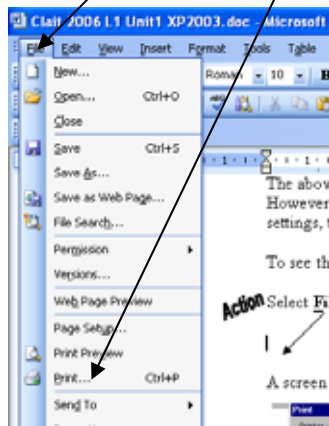 Clait 2006 L1 Unit1 XP2003.doc - Microsoft
File Edit View Insert Format Tools Table
New... Roman 10 B
Open... Ctrl+O
Close
Save Ctrl+S
Save As... The abov
Save as Web Page... However
File Search... settings, t
Permission
Versions... To see th
Web Page Preview
Action Select Fi
Page Setup...
Print Preview
Print... Ctrl+P A screen
Send To Print